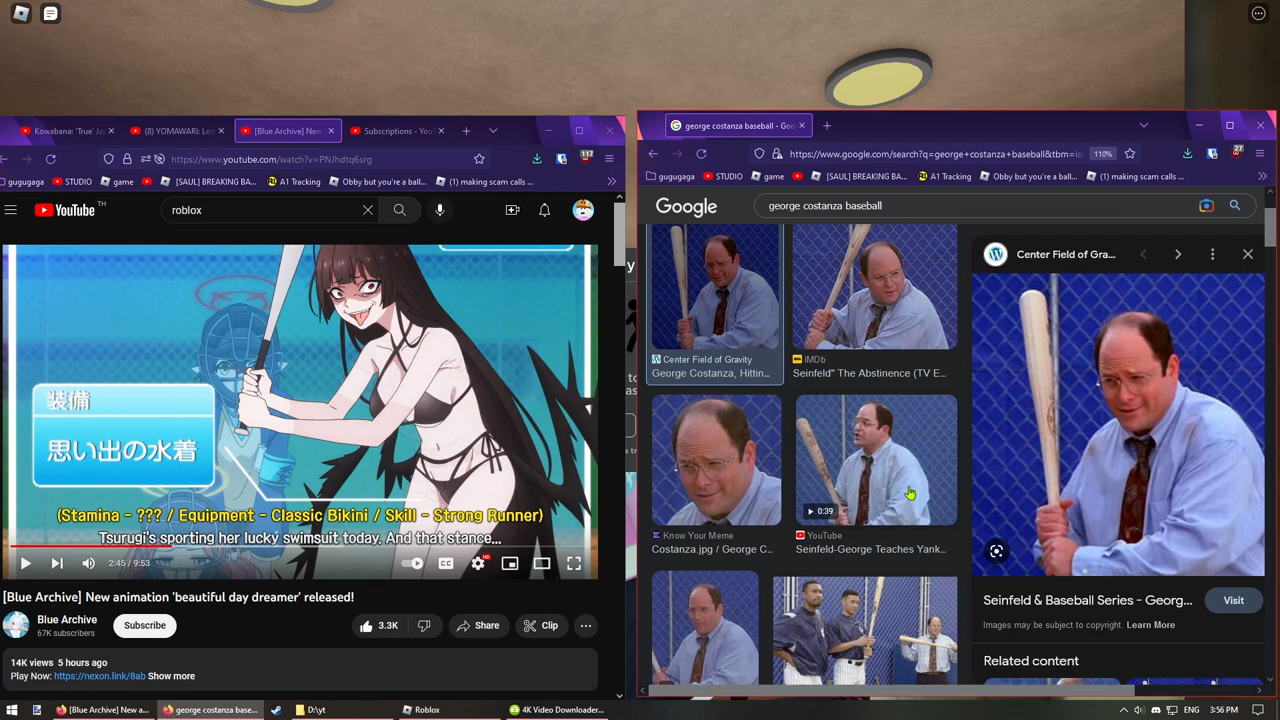 Kowabana: 'True' Ja
(8) YOMAWARI: Los
[Blue Archive] New
Subscriptions - You
https://www.youtube.com/watch?v=PNJhdtq6srg
117
gugugaga
STUDIO
game
[SAUL] BREAKING BA...
A1 Tracking
Obby but you're a ball...
(1) making scam calls ...
YouTube TH
roblox
装備
思い出の水着
(Stamina - ??? / Equipment - Classic Bikini / Skill - Strong Runner)
Tsurugi's sporting her lucky swimsuit today. And that stance...
2:45 / 9:53
CC
HD
[Blue Archive] New animation 'beautiful day dreamer' released!
Blue Archive
67K subscribers
Subscribe
3.3K
Share
Clip
14K views 5 hours ago
Play Now: https://nexon.link/8ab Show more
george costanza baseball - Goo
https://www.google.com/search?q=george+costanza+baseball&tbm=is
110%
27
gugugaga
STUDIO
game
[SAUL] BREAKING BA...
A1 Tracking
Obby but you're a ball...
(1) making scam calls ...
Google
george costanza baseball
Center Field of Gravity
George Costanza, Hittin...
IMDb
Seinfeld" The Abstinence (TV E...
0:39
Know Your Meme
Costanza.jpg / George C...
YouTube
Seinfeld-George Teaches Yank...
Center Field of Gra...
Seinfeld & Baseball Series - Georg...
Visit
Images may be subject to copyright. Learn More
Related content
[Blue Archive] New a...
george costanza base...
D:\yt
Roblox
4K Video Downloader...
ENG
3:56 PM